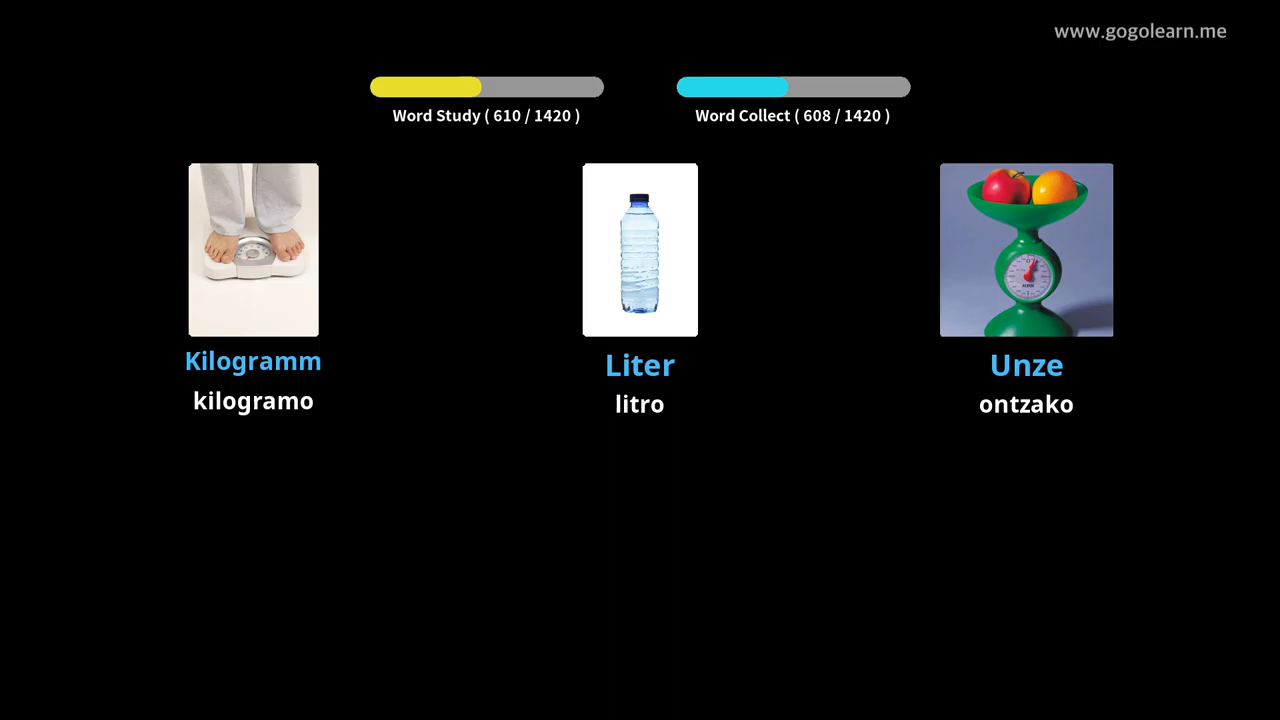 www.gogolearn.me
Word Study ( 610 / 1420 )
Word Collect ( 608 / 1420 )
Kilogramm
kilogramo
Liter
litro
Unze
ontzako